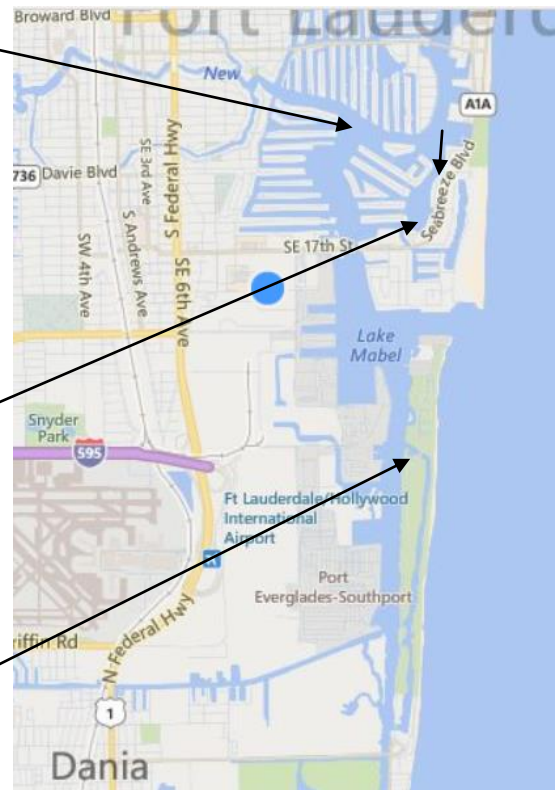 Broward Blvd
Fort Lauderd
New
A1A
736
Davie Blvd
SE 3rd Ave
S Federal Hwy
S Andrews Ave
SW 4th Ave
SE 6th Ave
SE 17th St
Seabreeze Blvd
Lake
Mabel
Snyder
Park
595
Ft Lauderdale/Hollywood
International
Airport
Port
Everglades-Southport
riffin Rd
N Federal Hwy
1
Dania